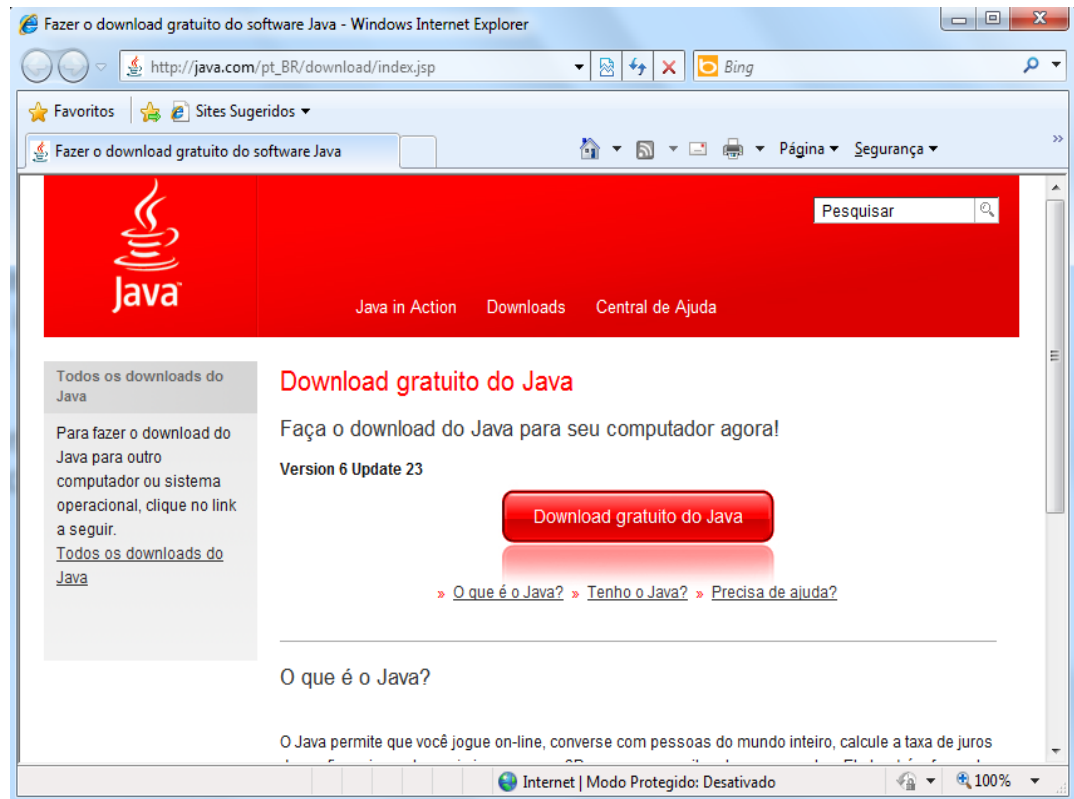 Fazer o download gratuito do software Java - Windows Internet Explorer
http://java.com/pt_BR/download/index.jsp
Bing
Favoritos
Sites Sugeridos
Fazer o download gratuito do software Java
Página
Segurança
Java
Pesquisar
Java in Action Downloads Central de Ajuda
Todos os downloads do
Java
Para fazer o download do
Java para outro
computador ou sistema
operacional, clique no link
a seguir.
Todos os downloads do
Java
Download gratuito do Java
Faça o download do Java para seu computador agora!
Version 6 Update 23
Download gratuito do Java
» O que é o Java? » Tenho o Java? » Precisa de ajuda?
O que é o Java?
O Java permite que você jogue on-line, converse com pessoas do mundo inteiro, calcule a taxa de juros
Internet | Modo Protegido: Desativado
100%